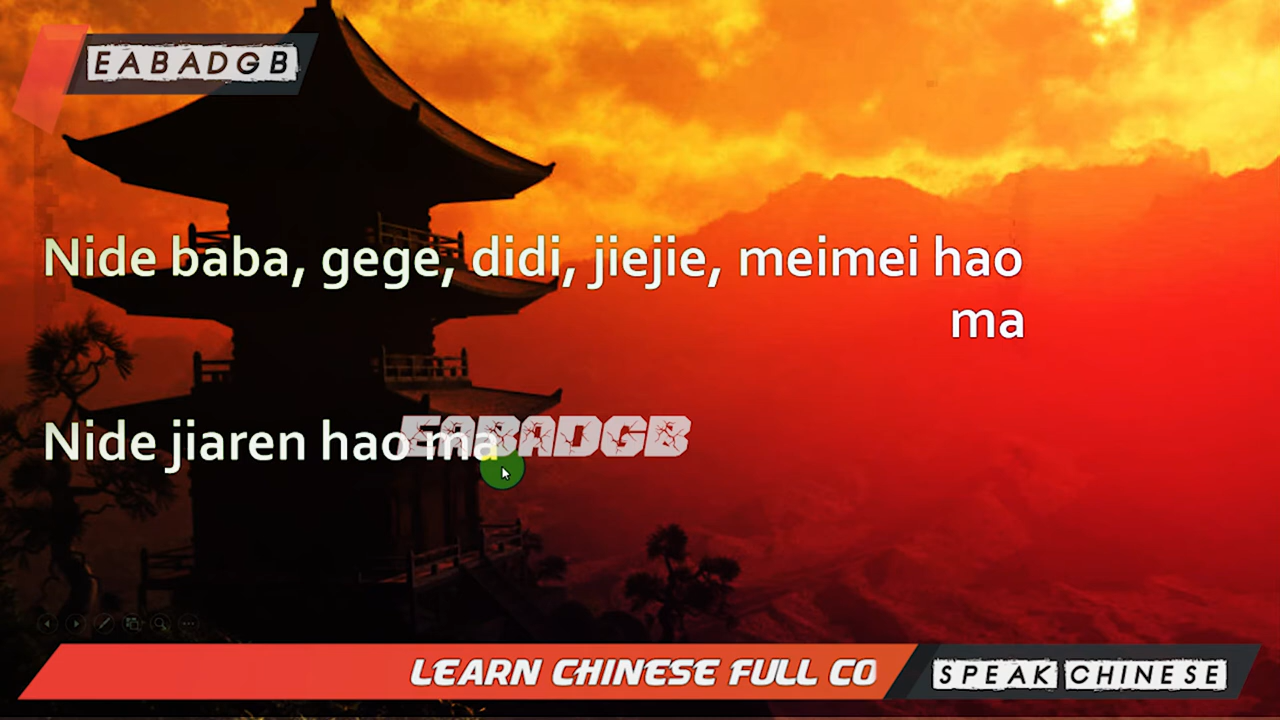 EABADGB
Nide baba, gege, didi, jiejie, meimei hao
ma
Nide jiaren hao ma
EABADGB
LEARN CHINESE FULL CO
SPEAK CHINESE